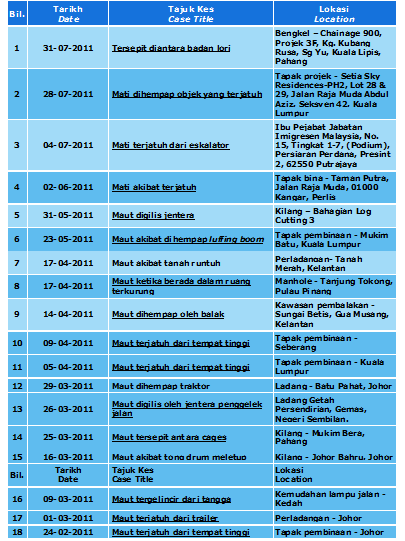 Bil. Tarikh Tajuk Kes Lokasi
Date Case Title Location
1 31-07-2011 Tersepit diantara badan lori Bengkel – Chainage 900,
Projek 3F, Kg. Kubang
Rusa, Sg Yu, Kuala Lipis,
Pahang
2 28-07-2011 Mati dihempap objek yang terjatuh Tapak projek - Setia Sky
Residences-PH2, Lot 28 &
29, Jalan Raja Muda Abdul
Aziz, Seksyen 42, Kuala
Lumpur
3 04-07-2011 Mati terjatuh dari eskalator Ibu Pejabat Jabatan
Imigresen Malaysia, No.
15, Tingkat 1-7, (Podium),
Persiaran Perdana, Presint
2, 62550 Putrajaya
4 02-06-2011 Mati akibat terjatuh Tapak bina - Taman Putra,
Jalan Raja Muda, 01000
Kangar, Perlis
5 31-05-2011 Maut digilis jentera Kilang – Bahagian Log
Cutting 3
6 23-05-2011 Maut akibat dihempap luffing boom Tapak pembinaan - Mukim
Batu, Kuala Lumpur
7 17-04-2011 Maut akibat tanah runtuh Perladangan- Tanah
Merah, Kelantan
8 17-04-2011 Maut ketika berada dalam ruang
terkurung Manhole - Tanjung Tokong,
Pulau Pinang
9 14-04-2011 Maut dihempap oleh balak Kawasan pembalakan -
Sungai Betis, Gua Musang,
Kelantan
10 09-04-2011 Maut terjatuh dari tempat tinggi Tapak pembinaan -
Seberang
11 05-04-2011 Maut terjatuh dari tempat tinggi Tapak pembinaan - Kuala
Lumpur
12 29-03-2011 Maut dihempap traktor Ladang - Batu Pahat, Johor
13 26-03-2011 Maut digilis oleh jentera penggelek
jalan Ladang Getah
Persendirian, Gemas,
Negeri Sembilan.
14 25-03-2011 Maut tersepit antara cages Kilang - Mukim Bera,
Pahang
15 16-03-2011 Maut akibat tong drum meletup Kilang - Johor Bahru, Johor
Bil. Tarikh Tajuk Kes Lokasi
Date Case Title Location
16 09-03-2011 Maut tergelincir dari tangga Kemudahan lampu jalan -
Kedah
17 01-03-2011 Maut terjatuh dari trailer Perladangan - Johor
18 24-02-2011 Maut terjatuh dari tempat tinggi Tapak pembinaan - Johor